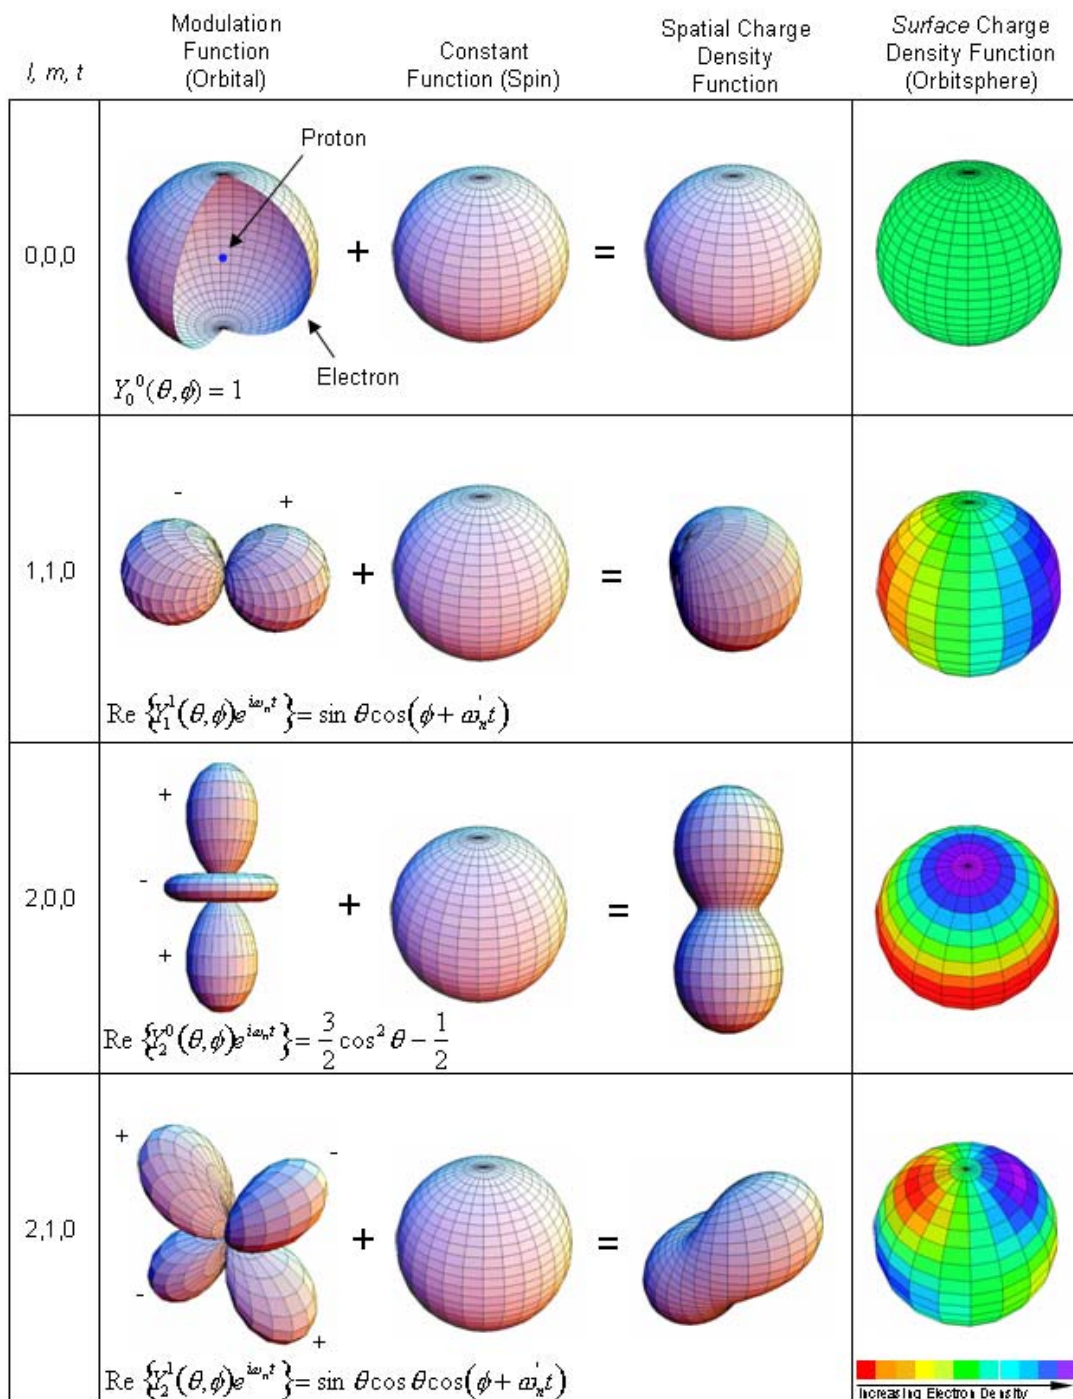 l, m, t
Modulation
Function
(Orbital)
Constant
Function (Spin)
Spatial Charge
Density
Function
Surface Charge
Density Function
(Orbitsphere)
0,0,0
Proton
+
=
Electron
Y₀⁰(θ,ϕ) = 1
1,1,0
-
+
+
=
Re {Y₁¹(θ,ϕ)e^{iωₙt}} = sin θ cos(ϕ + ω̇ₙt)
2,0,0
+
-
+
+
=
Re {Y₂⁰(θ,ϕ)e^{iωₙt}} = 3/2 cos² θ − 1/2
2,1,0
+
-
-
+
+
=
Re {Y₂¹(θ,ϕ)e^{iωₙt}} = sin θ cos θ cos(ϕ + ω̇ₙt)
Increasing Electron Density